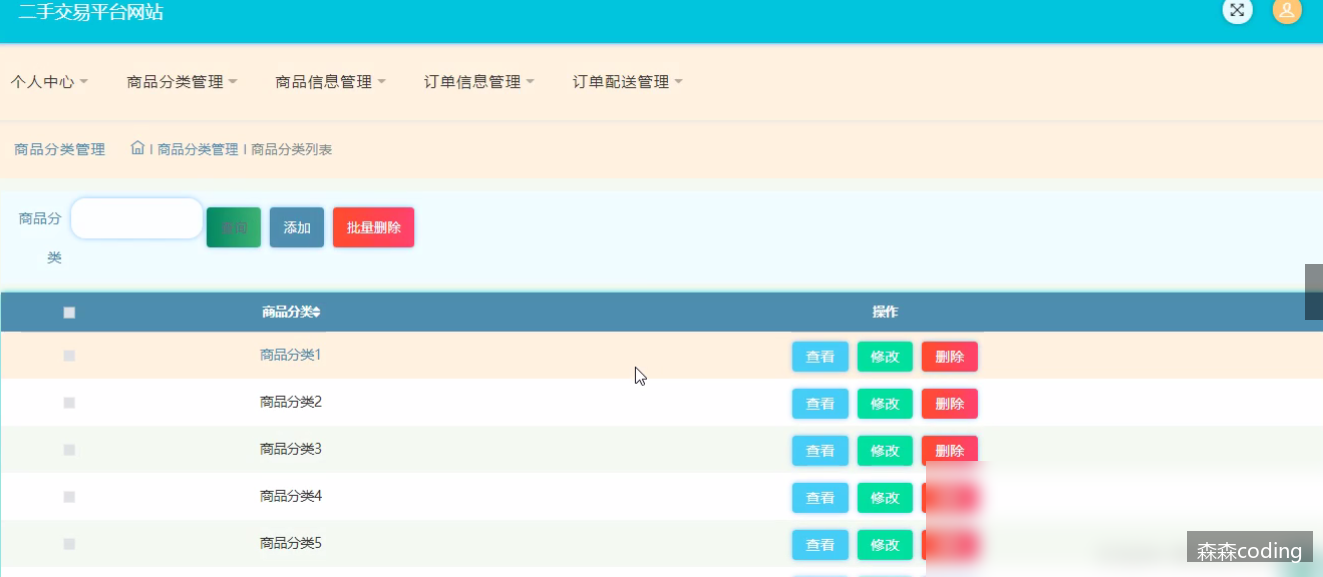 二手交易平台网站
个人中心 商品分类管理 商品信息管理 订单信息管理 订单配送管理
商品分类管理 商品分类管理 商品分类列表
商品分类 查询 添加 批量删除
商品分类 操作
商品分类1 查看 修改 删除
商品分类2 查看 修改 删除
商品分类3 查看 修改 删除
商品分类4 查看 修改
商品分类5 查看 修改
森森coding